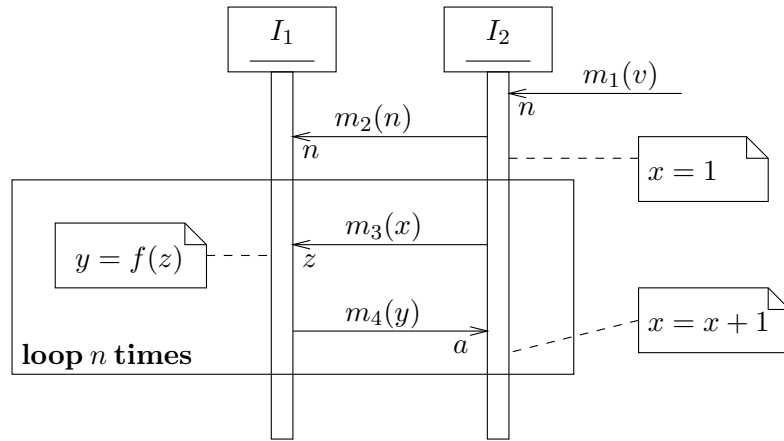 I₁
I₂
m₁(v)
n
m₂(n)
n
x = 1
m₃(x)
y = f(z)
z
m₄(y)
a
x = x + 1
loop n times